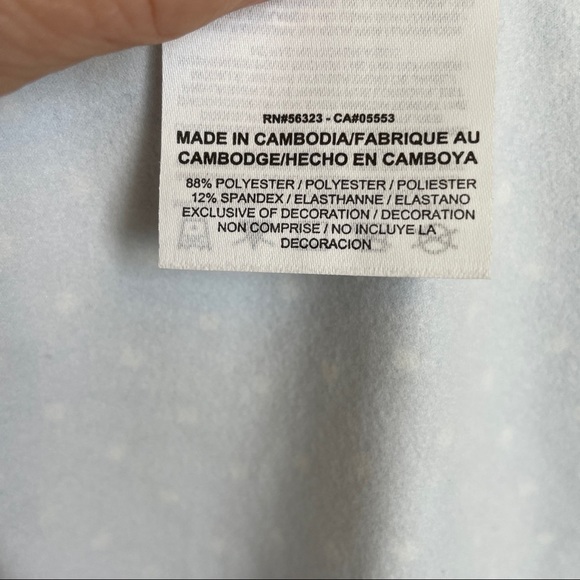 RN#56323 - CA#05553
MADE IN CAMBODIA/FABRIQUE AU
CAMBODGE/HECHO EN CAMBOYA
88% POLYESTER / POLYESTER / POLIESTER
12% SPANDEX / ELASTHANNE / ELASTANO
EXCLUSIVE OF DECORATION / DECORATION
NON COMPRISE / NO INCLUYE LA
DECORACION